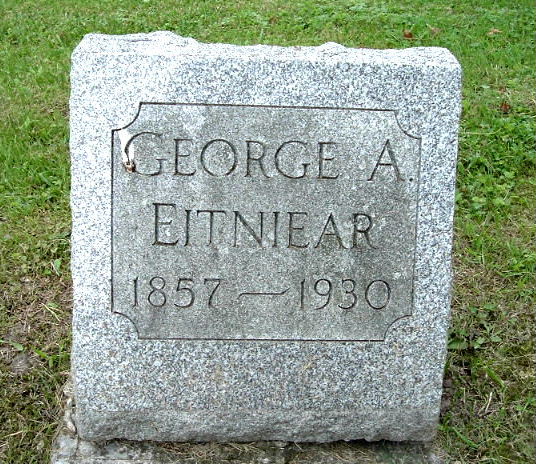 GEORGE A.
EITNIEAR
1857 — 1930